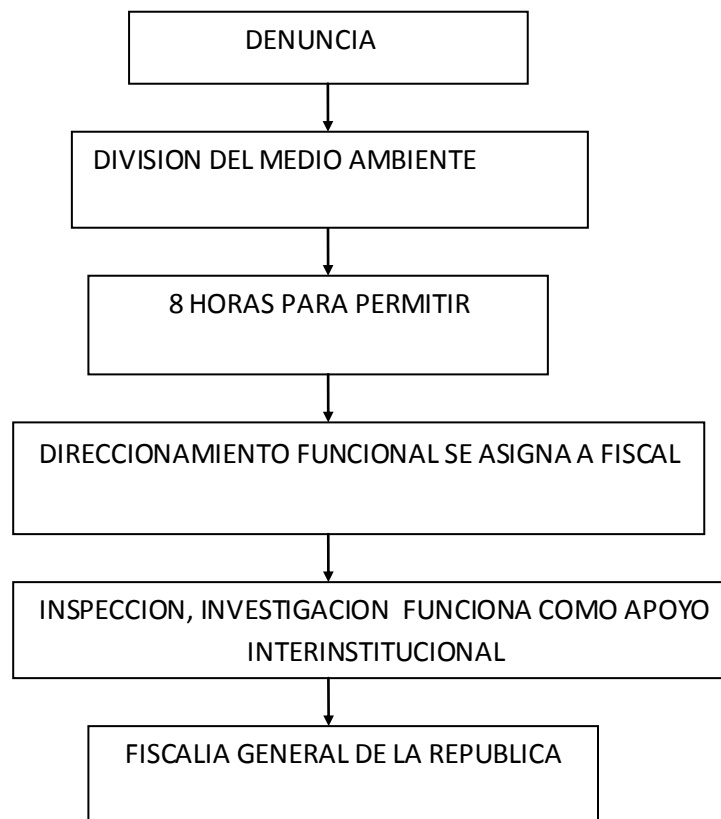 DENUNCIA
DIVISION DEL MEDIO AMBIENTE
8 HORAS PARA PERMITIR
DIRECCIONAMIENTO FUNCIONAL SE ASIGNA A FISCAL
INSPECCION, INVESTIGACION FUNCIONA COMO APOYO
INTERINSTITUCIONAL
FISCALIA GENERAL DE LA REPUBLICA